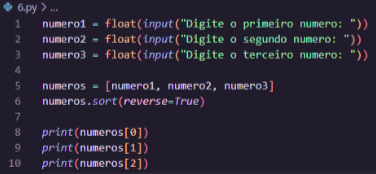 6.py > ...
1 numero1 = float(input("Digite o primeiro numero: "))
2 numero2 = float(input("Digite o segundo numero: "))
3 numero3 = float(input("Digite o terceiro numero: "))
4
5 numeros = [numero1, numero2, numero3]
6 numeros.sort(reverse=True)
7
8 print(numeros[0])
9 print(numeros[1])
10 print(numeros[2])